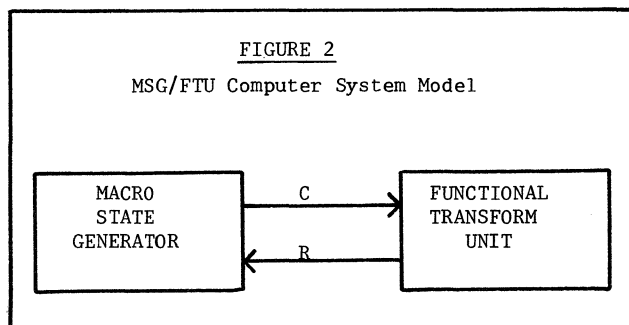 FIGURE 2
MSG/FTU Computer System Model
MACRO
STATE
GENERATOR
C
R
FUNCTIONAL
TRANSFORM
UNIT